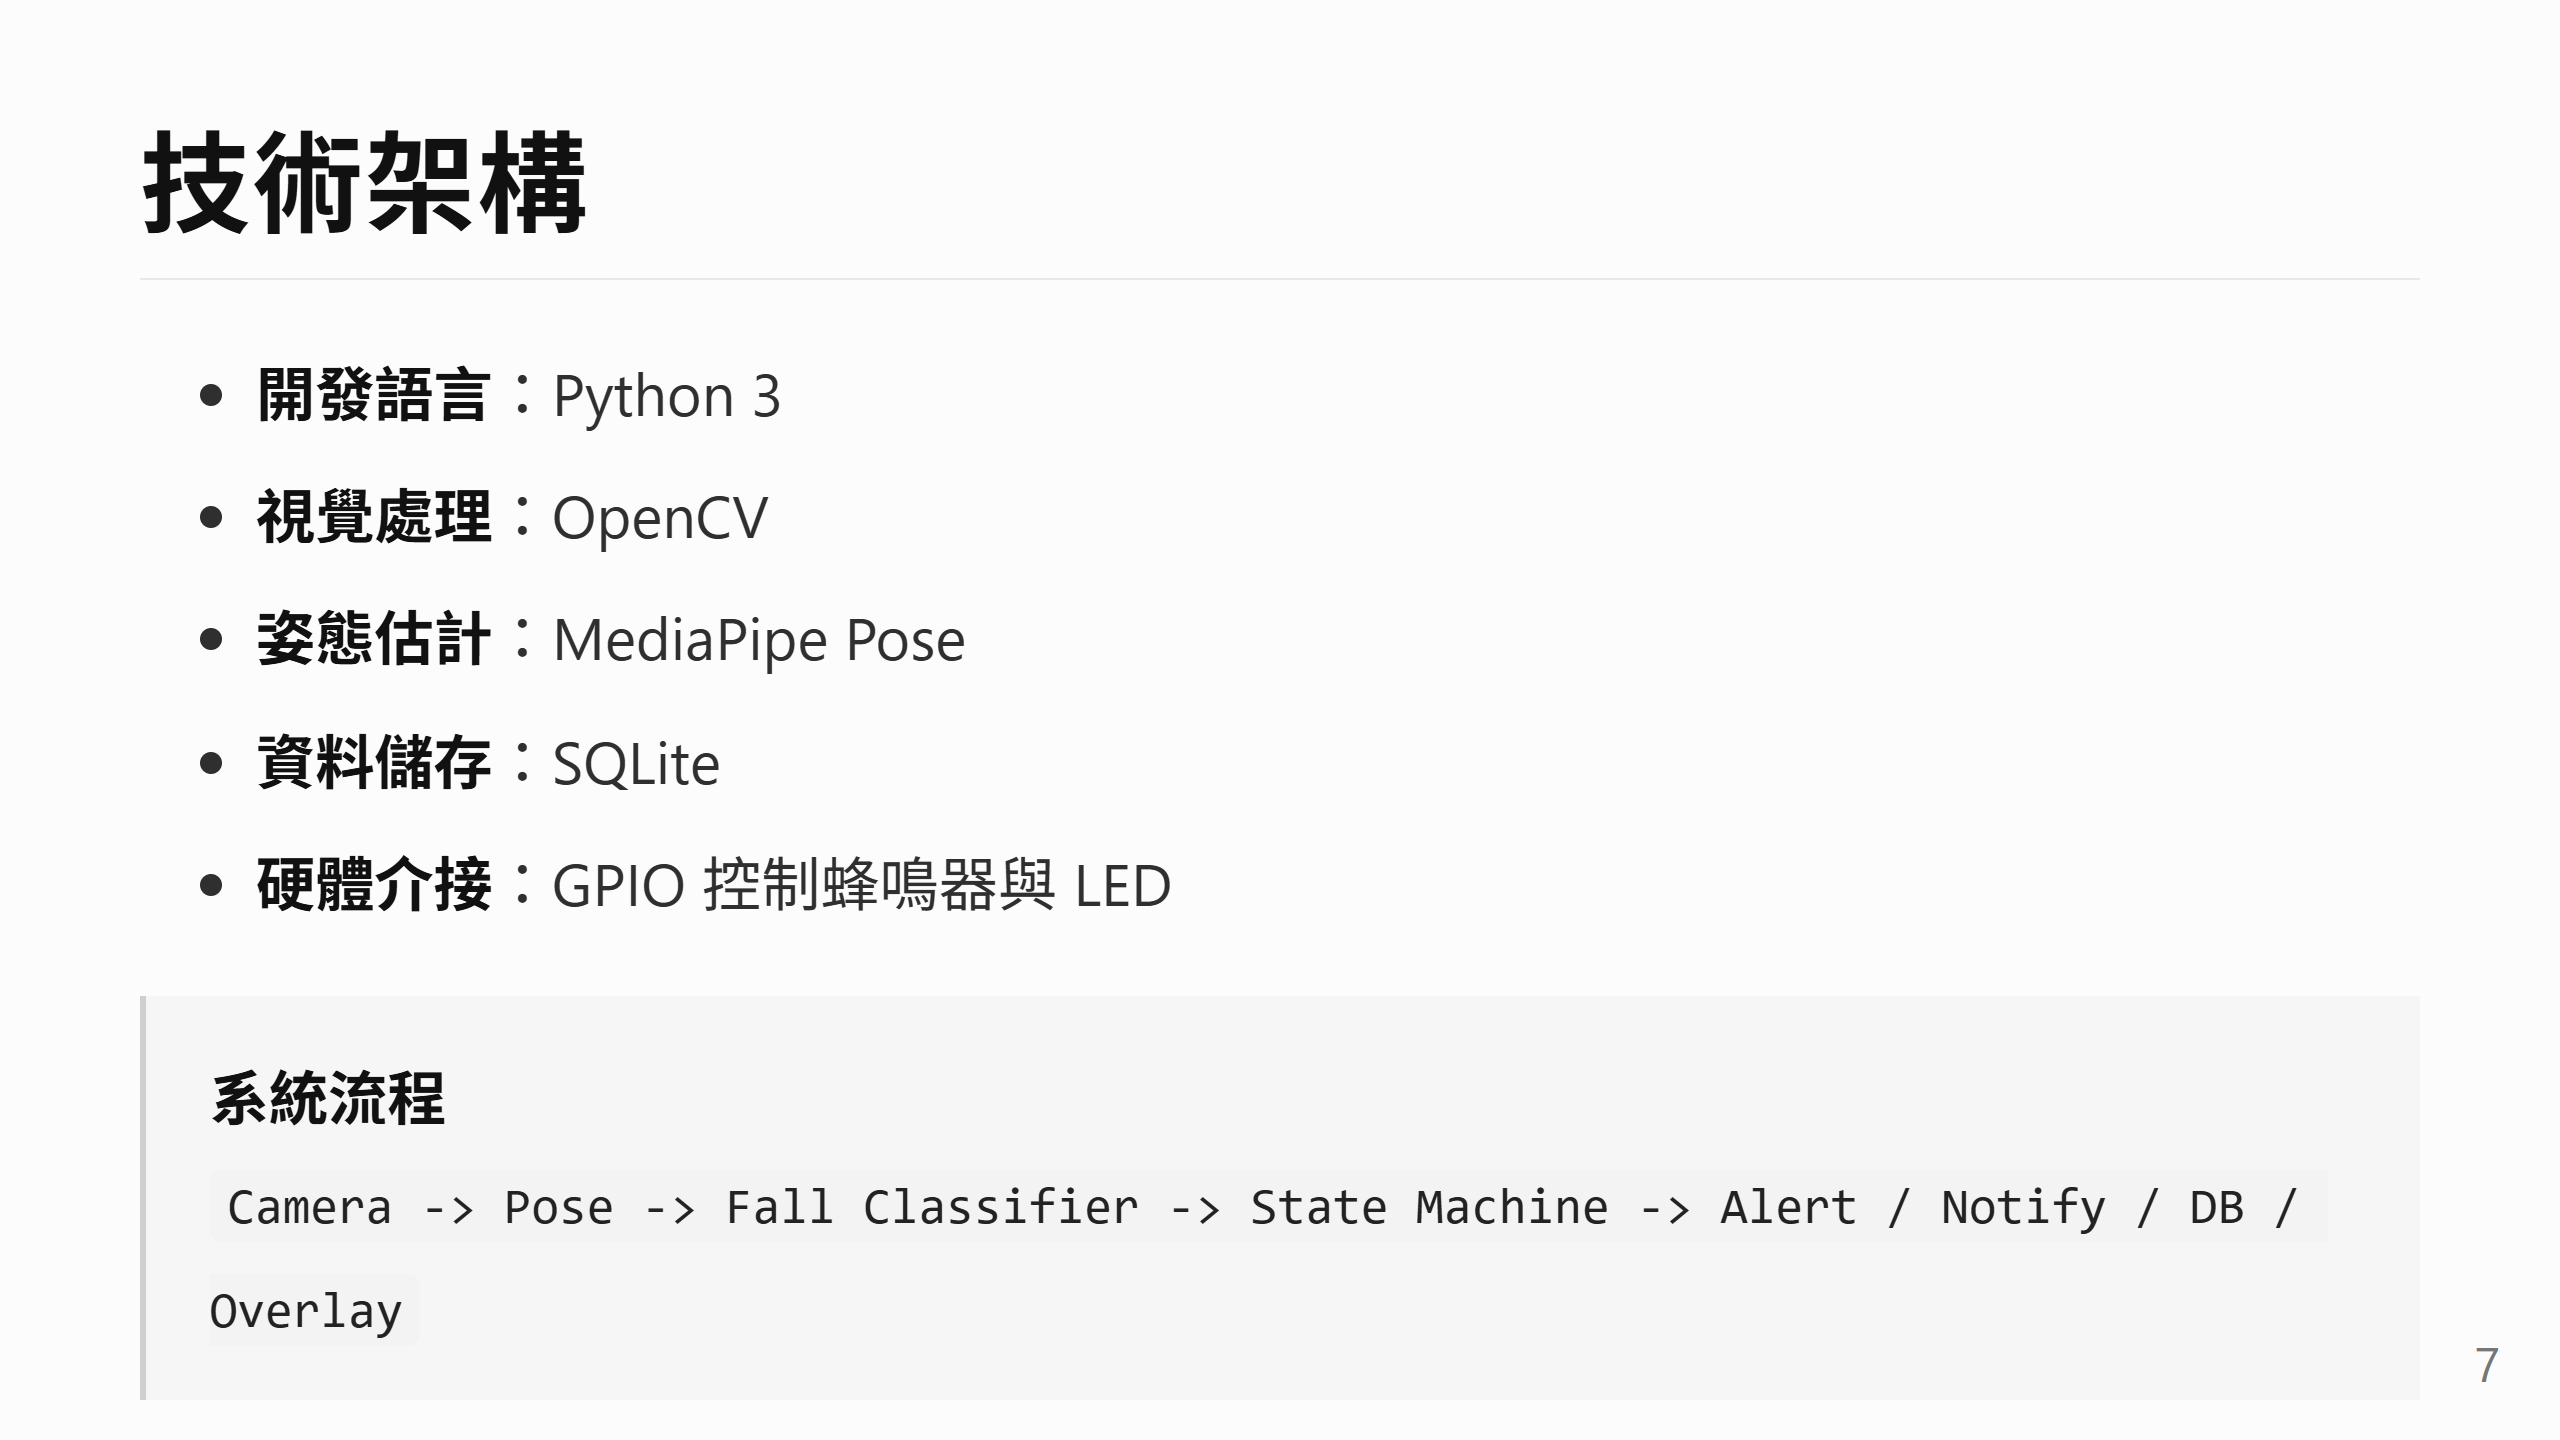 技術架構
• 開發語言：Python 3
• 視覺處理：OpenCV
• 姿態估計：MediaPipe Pose
• 資料儲存：SQLite
• 硬體介接：GPIO 控制蜂鳴器與 LED
系統流程
Camera -> Pose -> Fall Classifier -> State Machine -> Alert / Notify / DB /
Overlay
7